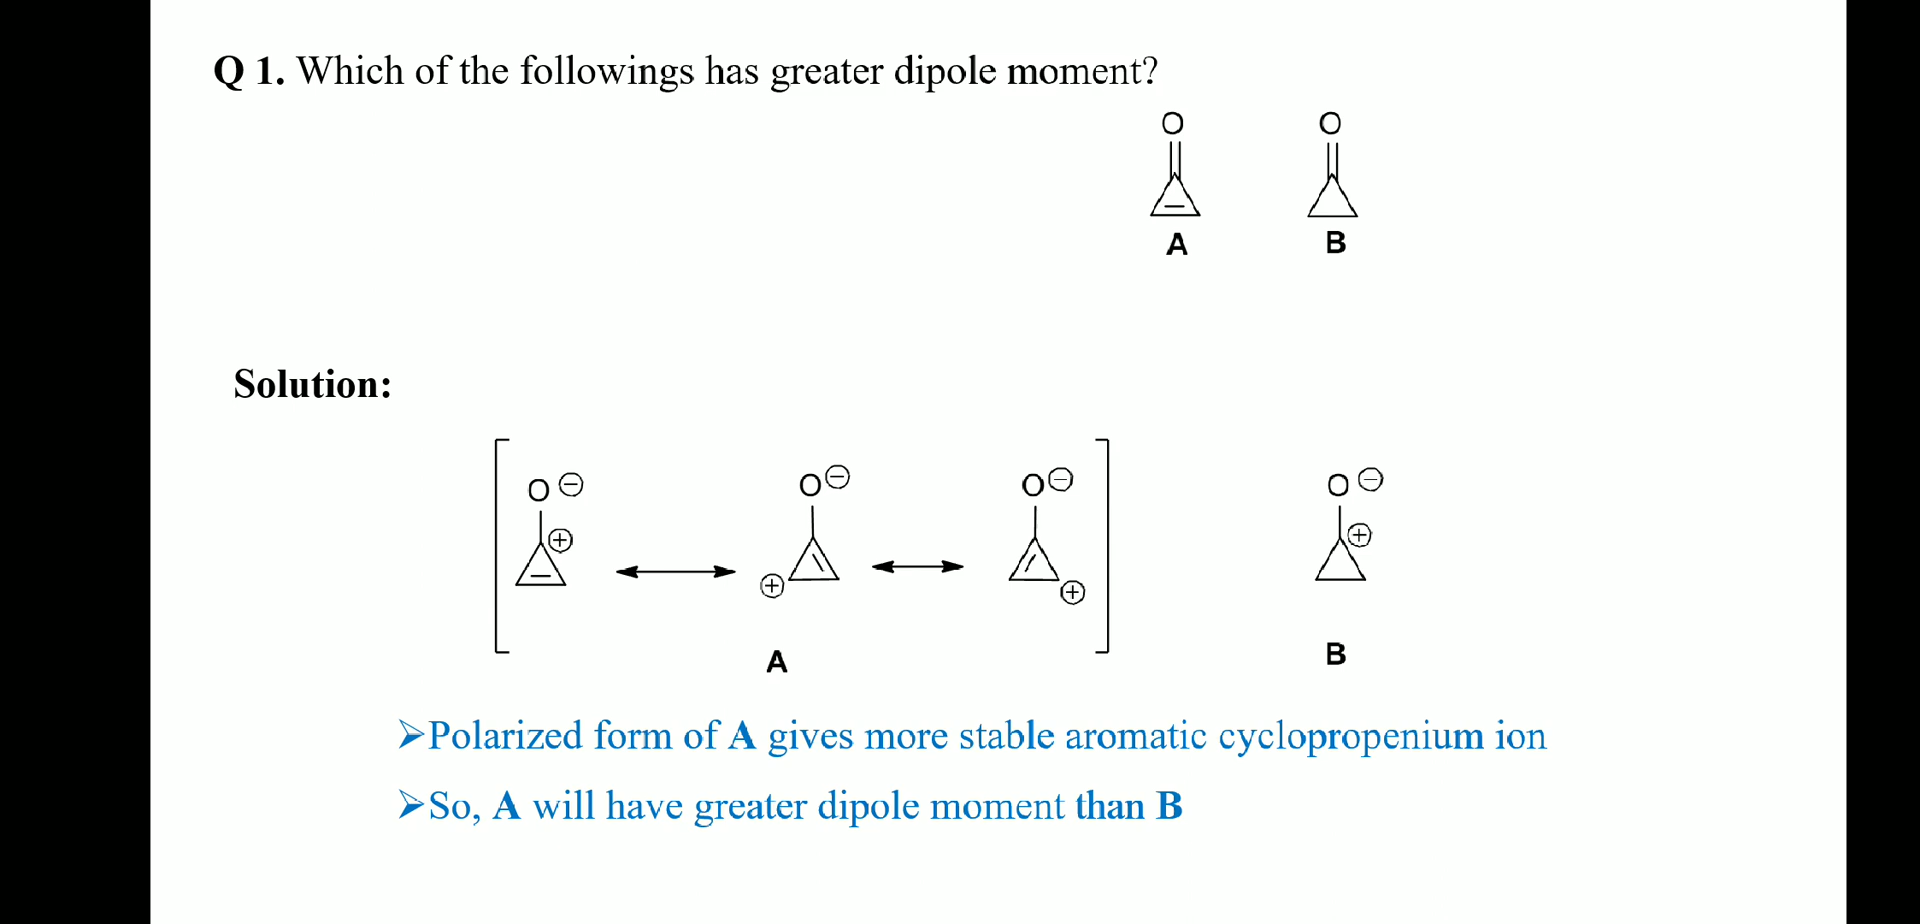 Q 1. Which of the followings has greater dipole moment?
O O
A B
Solution:
O ⊖ O ⊖ O ⊖ O ⊖
⊕ ⊕
⊕ ⊕
A B
➢Polarized form of A gives more stable aromatic cyclopropenium ion
➢So, A will have greater dipole moment than B